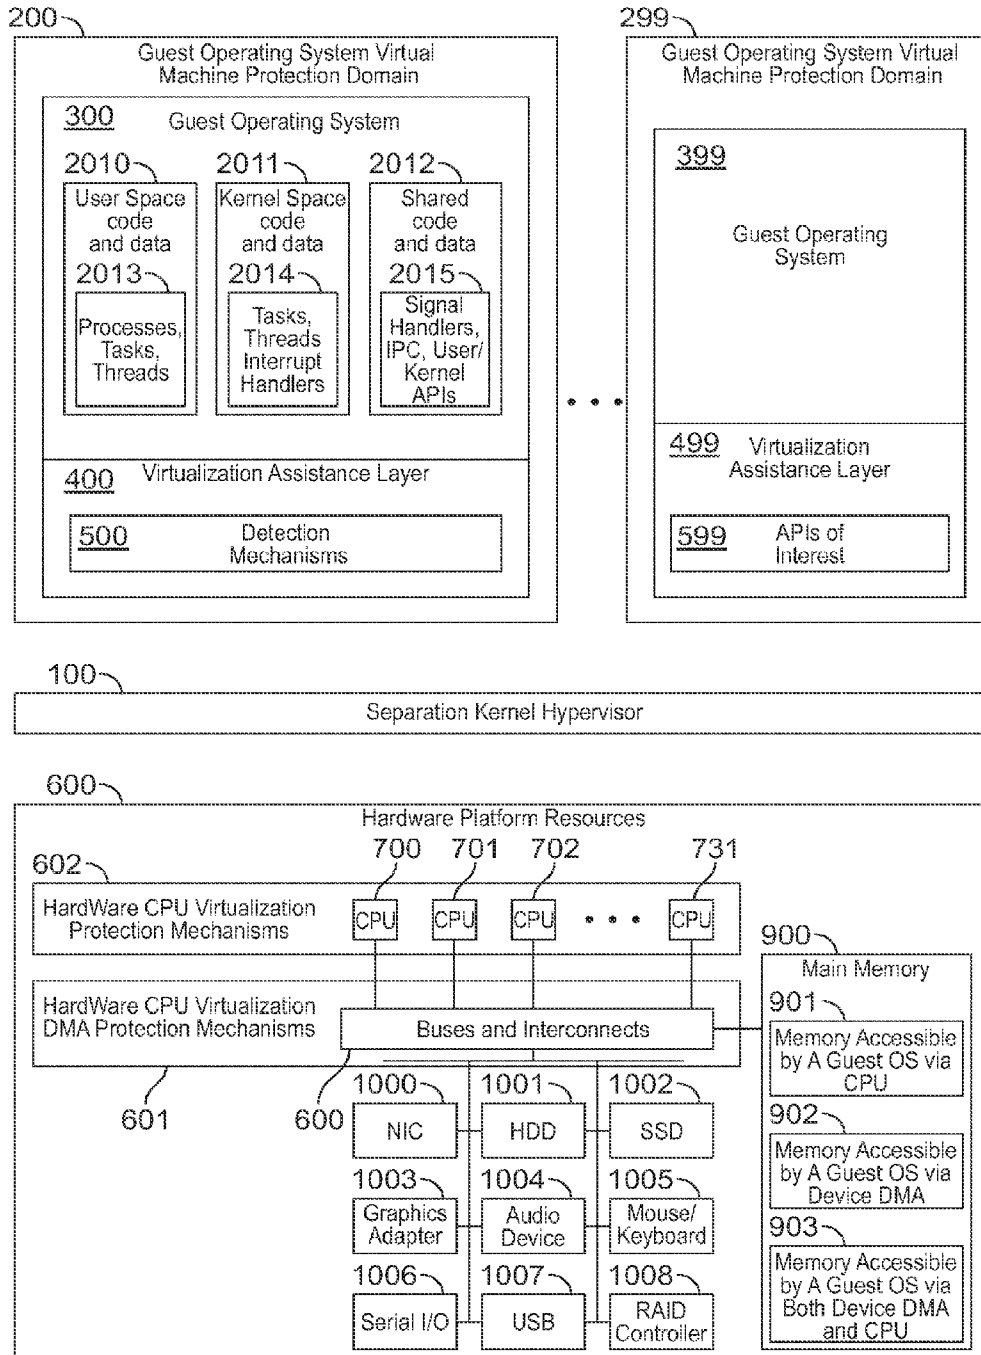 200
Guest Operating System Virtual
Machine Protection Domain
300
Guest Operating System
2010
User Space
code
and data
2013
Processes,
Tasks,
Threads
2011
Kernel Space
code
and data
2014
Tasks,
Threads
Interrupt
Handlers
2012
Shared
code
and data
2015
Signal
Handlers,
IPC, User/
Kernel
APIs
400
Virtualization Assistance Layer
500
Detection
Mechanisms
299
Guest Operating System Virtual
Machine Protection Domain
399
Guest Operating
System
499
Virtualization
Assistance Layer
599
APIs of
Interest
100
Separation Kernel Hypervisor
600
Hardware Platform Resources
602
HardWare CPU Virtualization
Protection Mechanisms
700
CPU
701
CPU
702
CPU
731
CPU
HardWare CPU Virtualization
DMA Protection Mechanisms
Buses and Interconnects
601
600
900
Main Memory
901
Memory Accessible
by A Guest OS via
CPU
902
Memory Accessible
by A Guest OS via
Device DMA
903
Memory Accessible
by A Guest OS via
Both Device DMA
and CPU
1000
NIC
1001
HDD
1002
SSD
1003
Graphics
Adapter
1004
Audio
Device
1005
Mouse/
Keyboard
1006
Serial I/O
1007
USB
1008
RAID
Controller